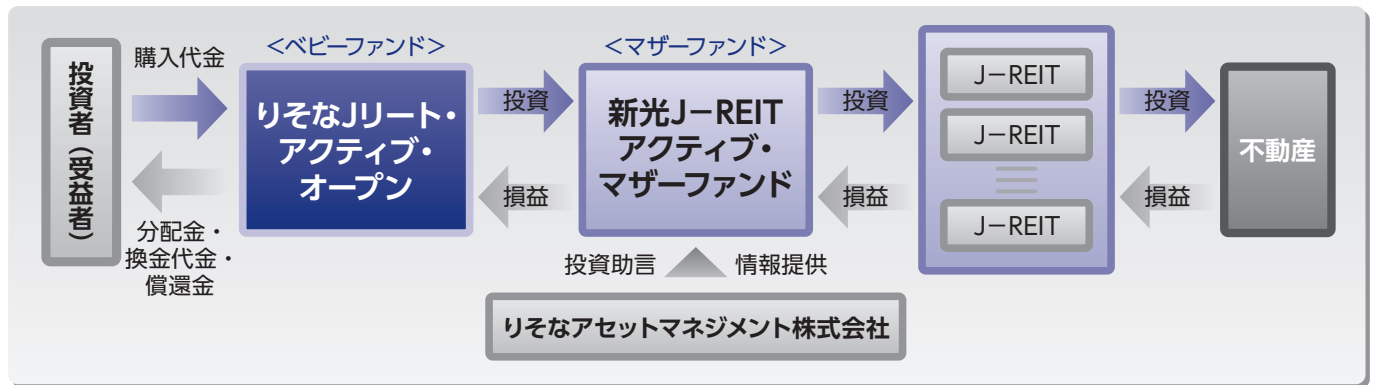 投資者（受益者）
購入代金
分配金・
換金代金・
償還金
＜ベビーファンド＞
りそなJリート・
アクティブ・
オープン
投資
損益
＜マザーファンド＞
新光J－REIT
アクティブ・
マザーファンド
投資助言
情報提供
りそなアセットマネジメント株式会社
投資
損益
J－REIT
J－REIT
J－REIT
投資
損益
不動産